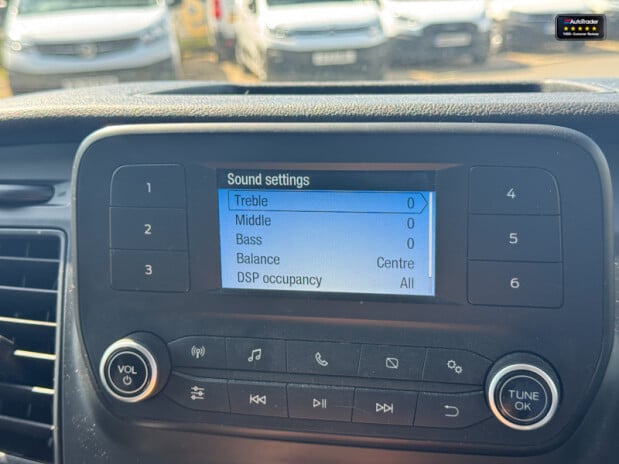 AutoTrader
Sound settings
Treble 0
Middle 0
Bass 0
Balance Centre
DSP occupancy All
1
2
3
4
5
6
VOL
TUNE
OK